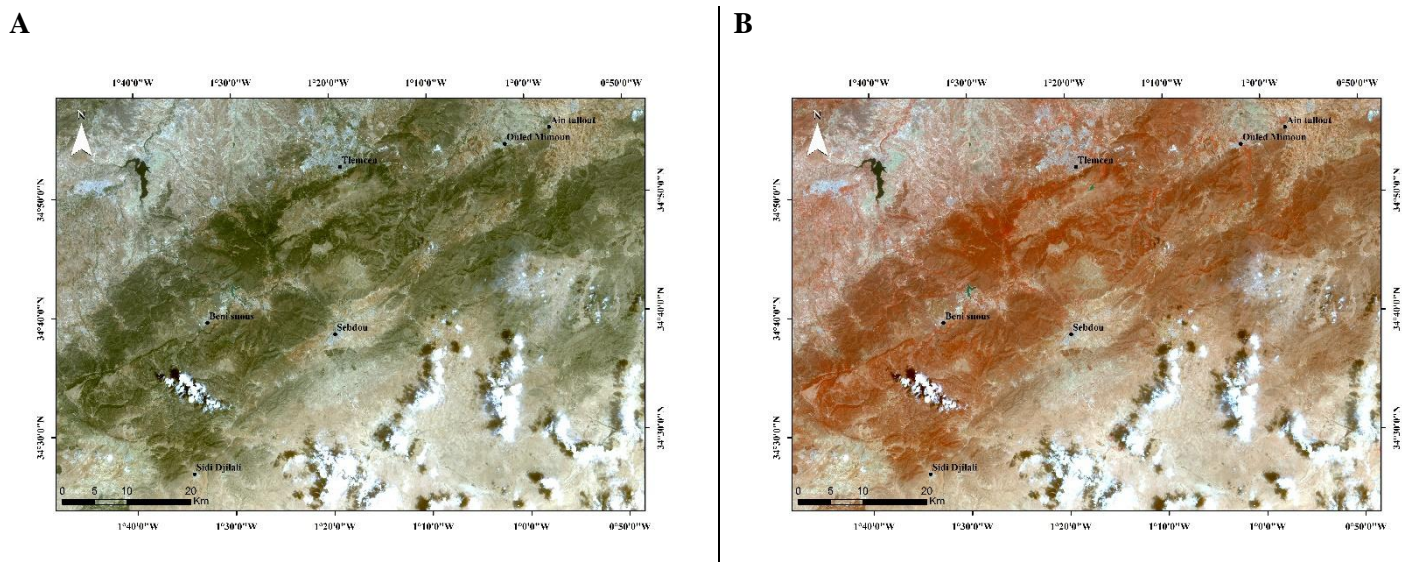 A
B
1°40'0"W 1°30'0"W 1°20'0"W 1°10'0"W 1°0'0"W 0°50'0"W
N
Ain tallout
Ouled Mimoun
Tlemcen
34°50'0"N
34°50'0"N
34°40'0"N
34°40'0"N
Beni snous
Sebdou
34°30'0"N
34°30'0"N
Sidi Djilali
0 5 10 20
Km
1°40'0"W 1°30'0"W 1°20'0"W 1°10'0"W 1°0'0"W 0°50'0"W
1°40'0"W 1°30'0"W 1°20'0"W 1°10'0"W 1°0'0"W 0°50'0"W
N
Ain tallout
Ouled Mimoun
Tlemcen
34°50'0"N
34°50'0"N
34°40'0"N
34°40'0"N
Beni snous
Sebdou
34°30'0"N
34°30'0"N
Sidi Djilali
0 5 10 20
Km
1°40'0"W 1°30'0"W 1°20'0"W 1°10'0"W 1°0'0"W 0°50'0"W